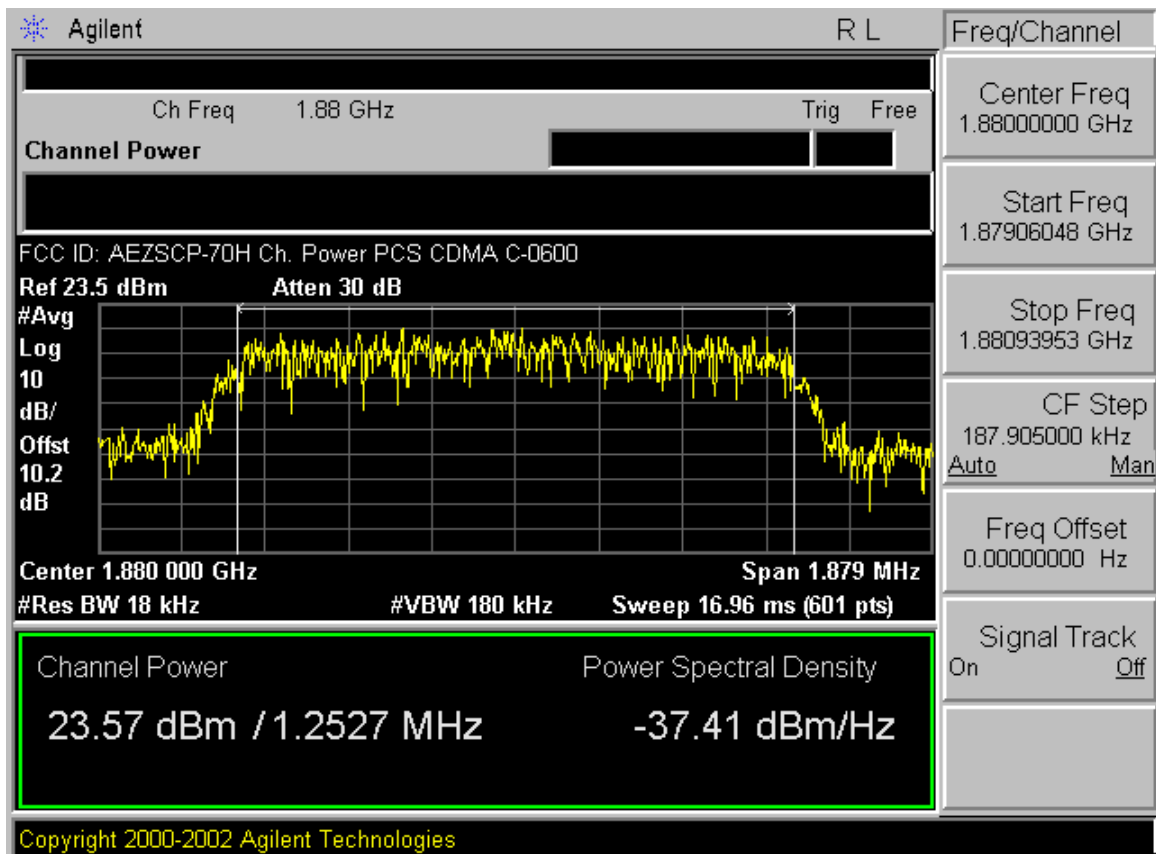 Agilent R L Freq/Channel
Ch Freq 1.88 GHz Trig Free
Channel Power
Center Freq
1.88000000 GHz
Start Freq
1.87906048 GHz
FCC ID: AEZSCP-70H Ch. Power PCS CDMA C-0600
Ref 23.5 dBm Atten 30 dB
#Avg
Log
10
dB/
Offst
10.2
dB
Stop Freq
1.88093953 GHz
CF Step
187.905000 kHz
Auto Man
Freq Offset
0.00000000 Hz
Center 1.880 000 GHz Span 1.879 MHz
#Res BW 18 kHz #VBW 180 kHz Sweep 16.96 ms (601 pts)
Signal Track
On Off
Channel Power Power Spectral Density
23.57 dBm / 1.2527 MHz -37.41 dBm/Hz
Copyright 2000-2002 Agilent Technologies